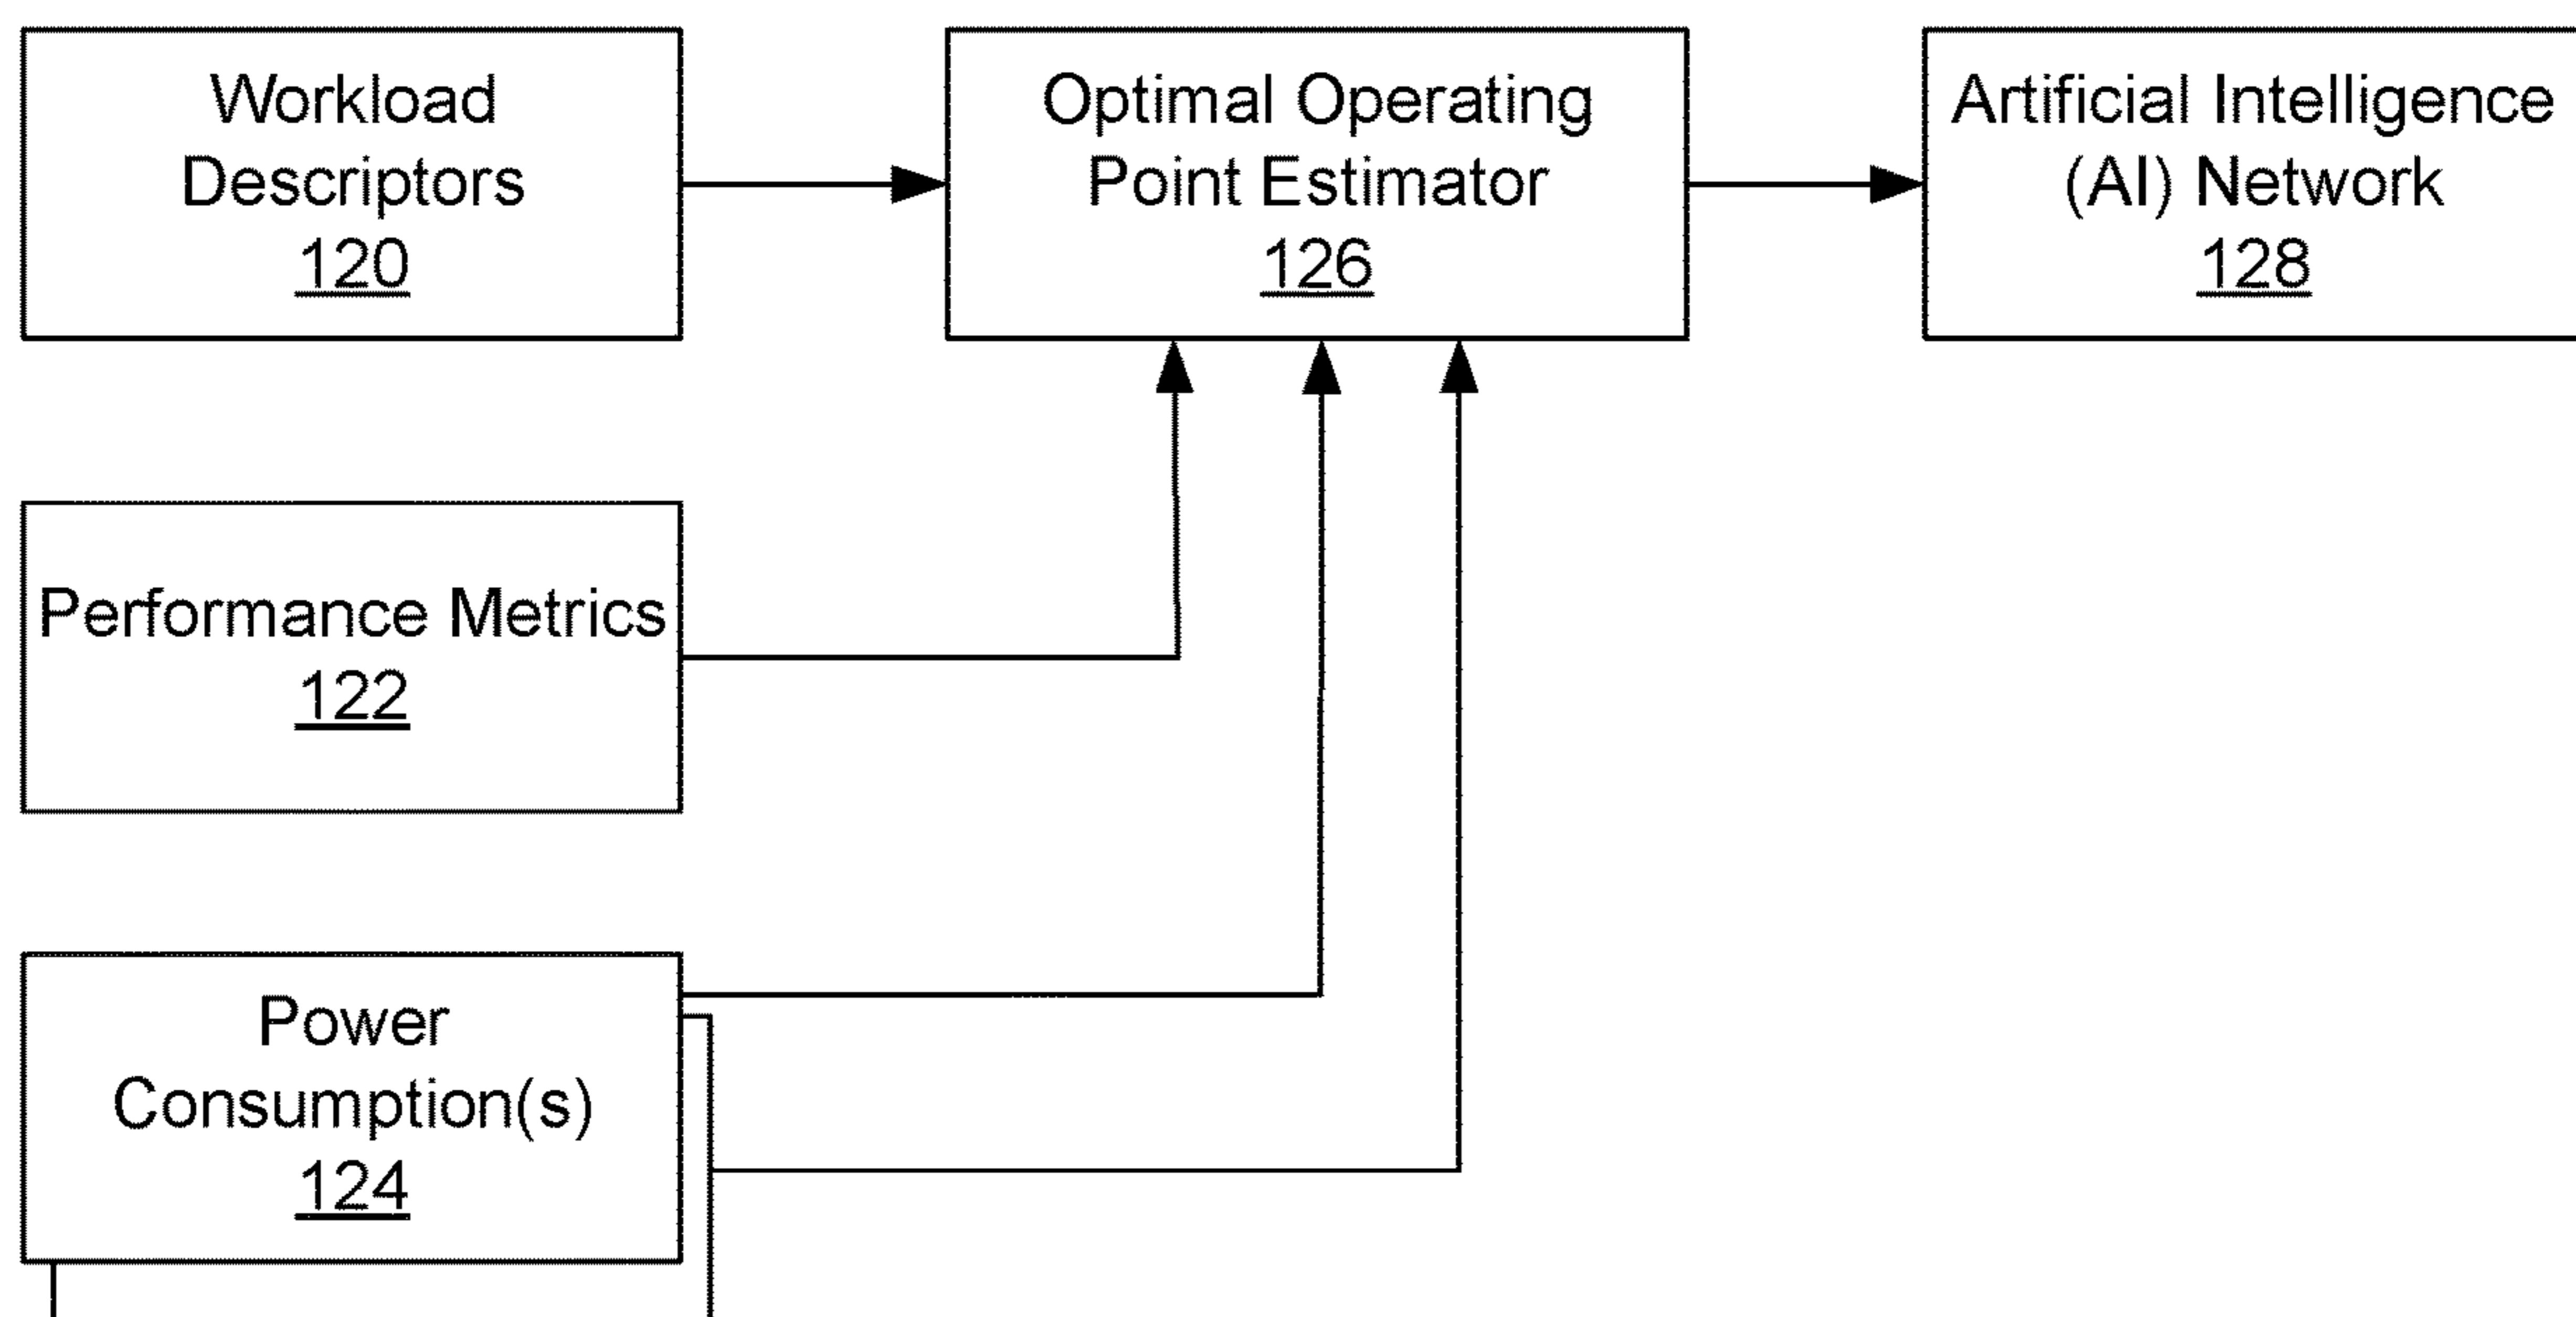 Workload
Descriptors
120
Optimal Operating
Point Estimator
126
Artificial Intelligence
(AI) Network
128
Performance Metrics
122
Power
Consumption(s)
124